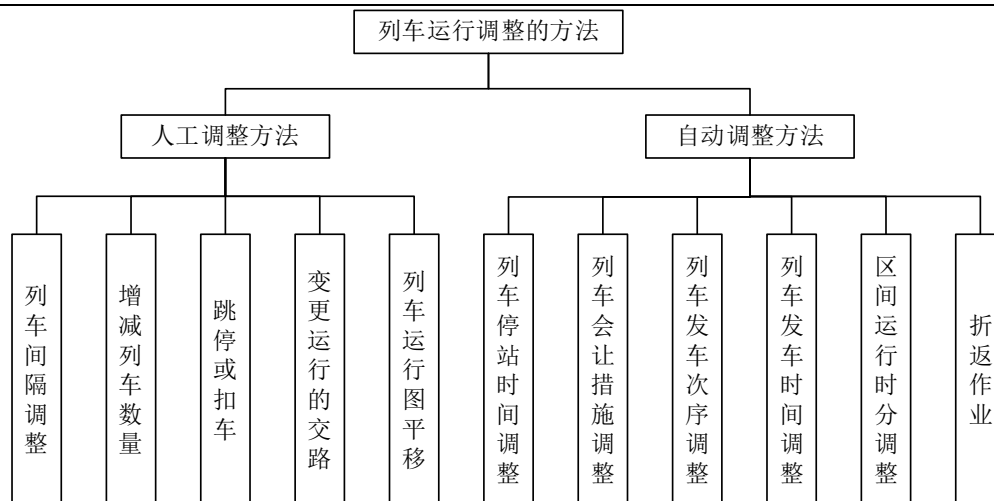 列车运行调整的方法
人工调整方法
自动调整方法
列车间隔调整
增减列车数量
跳停或扣车
变更运行的交路
列车运行图平移
列车停站时间调整
列车会让措施调整
列车发车次序调整
列车发车时间调整
区间运行时分调整
折返作业